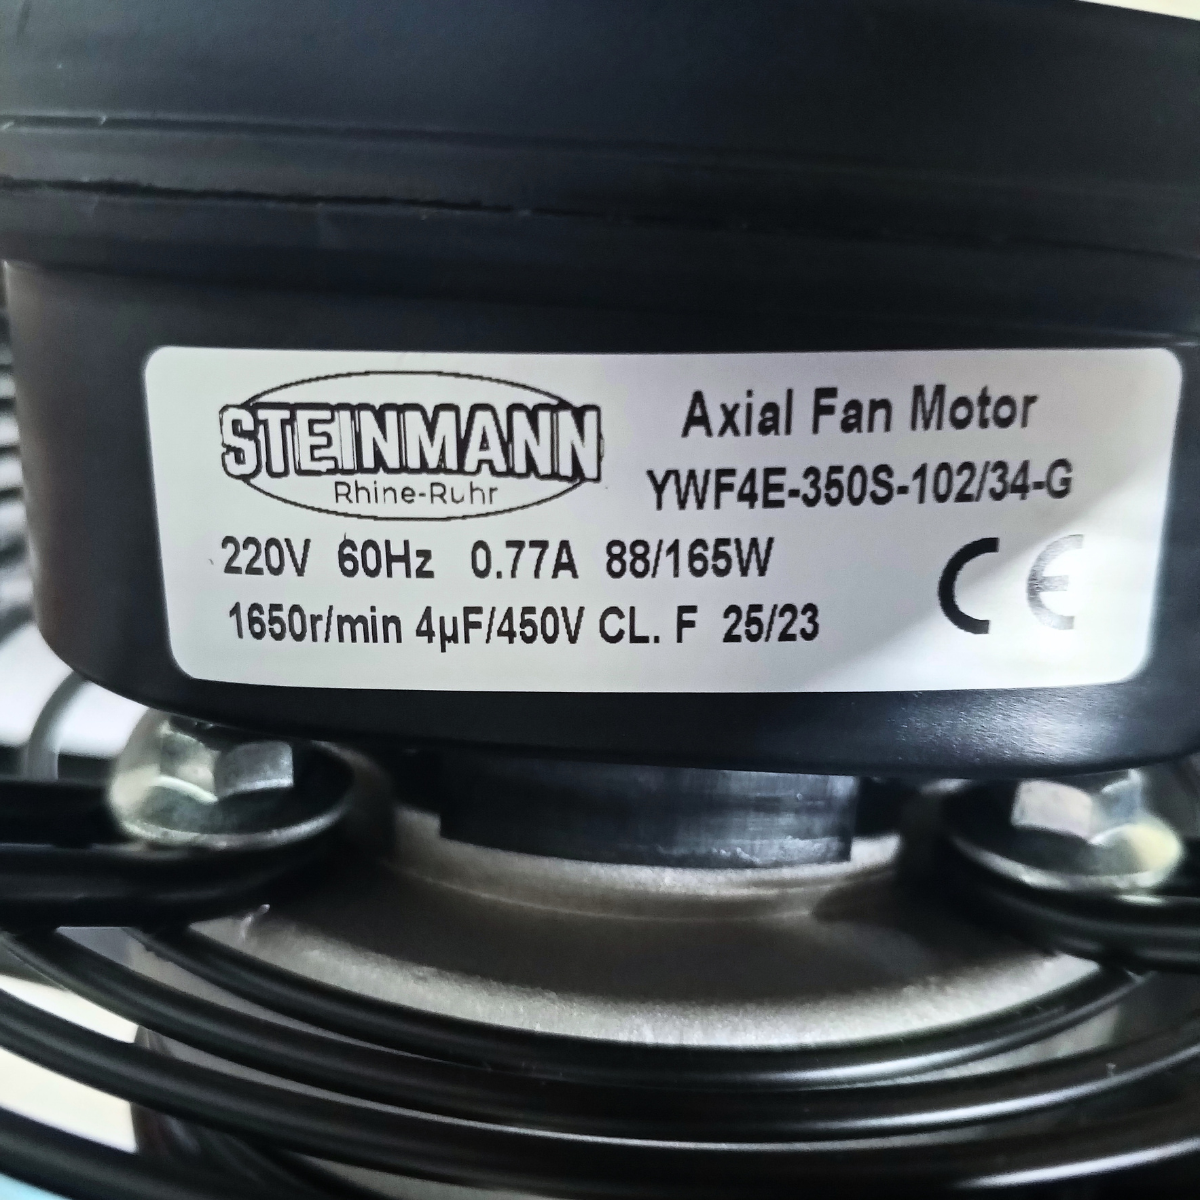 STEINMANN
Rhine-Ruhr
Axial Fan Motor
YWF4E-350S-102/34-G
220V 60Hz 0.77A 88/165W
1650r/min 4µF/450V CL. F 25/23
CE